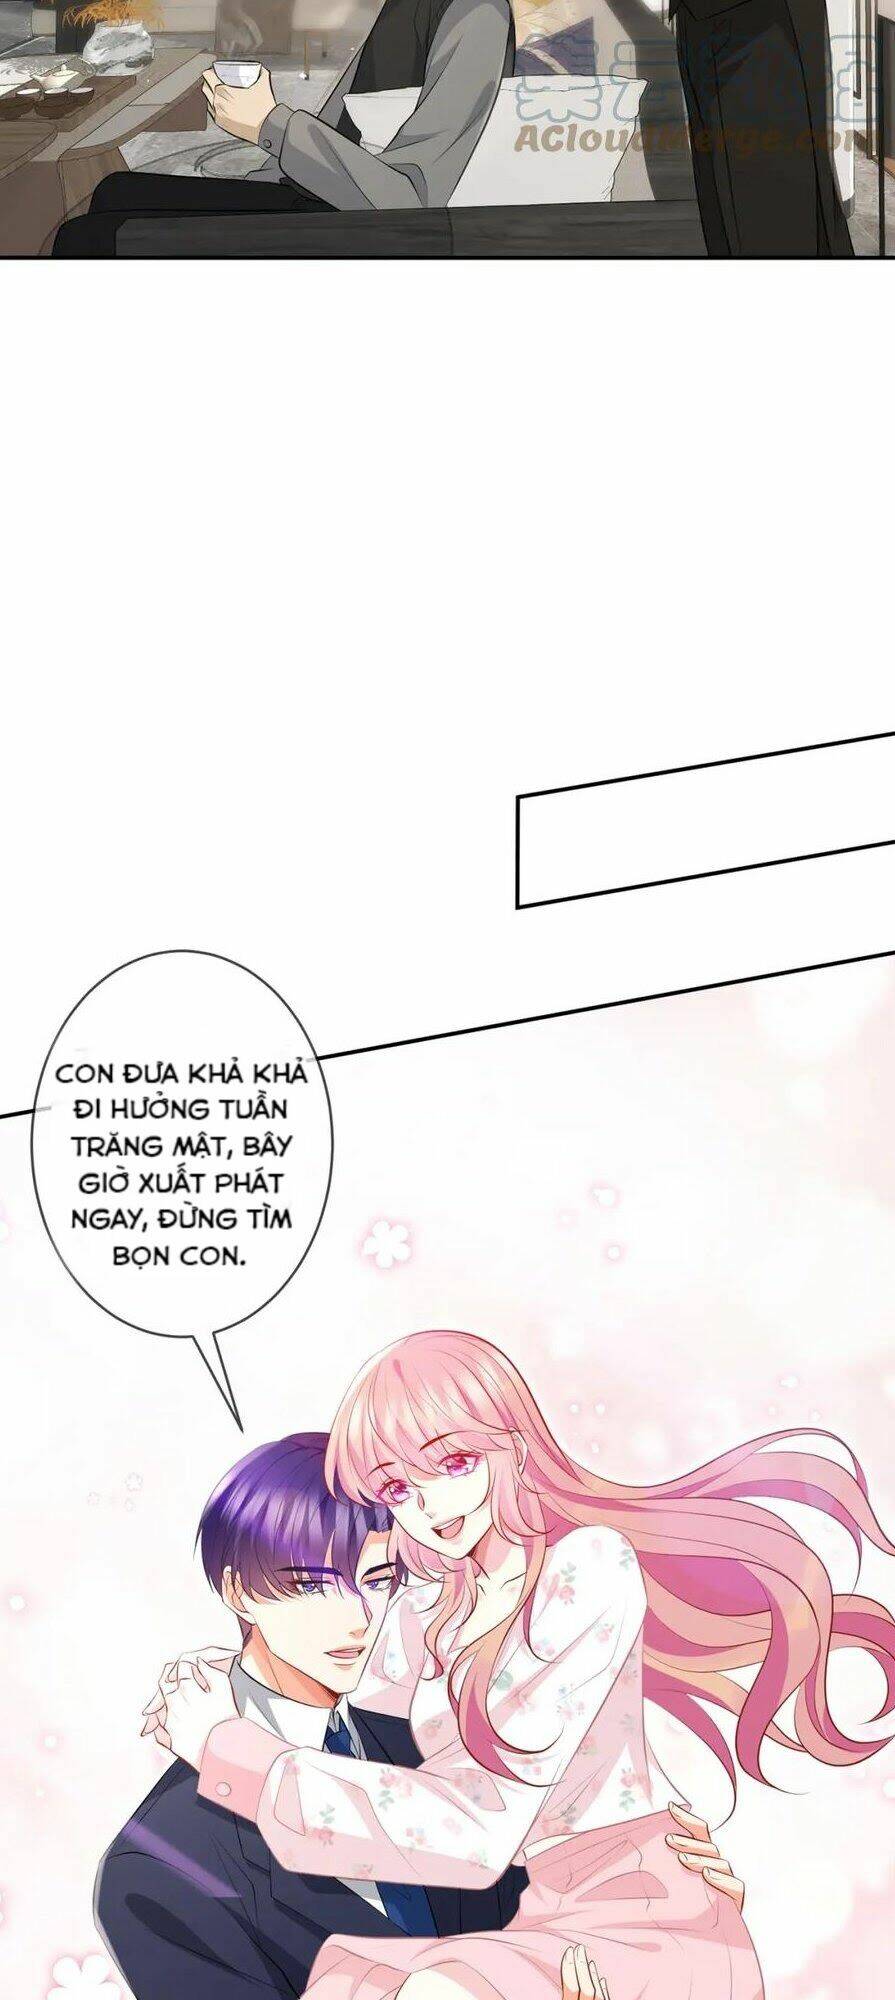 ACloudMerge.com
CON ĐƯA KHẢ KHẢ
ĐI HƯỞNG TUẦN
TRĂNG MẬT, BÂY
GIỜ XUẤT PHÁT
NGAY, ĐỪNG TÌM
BỌN CON.